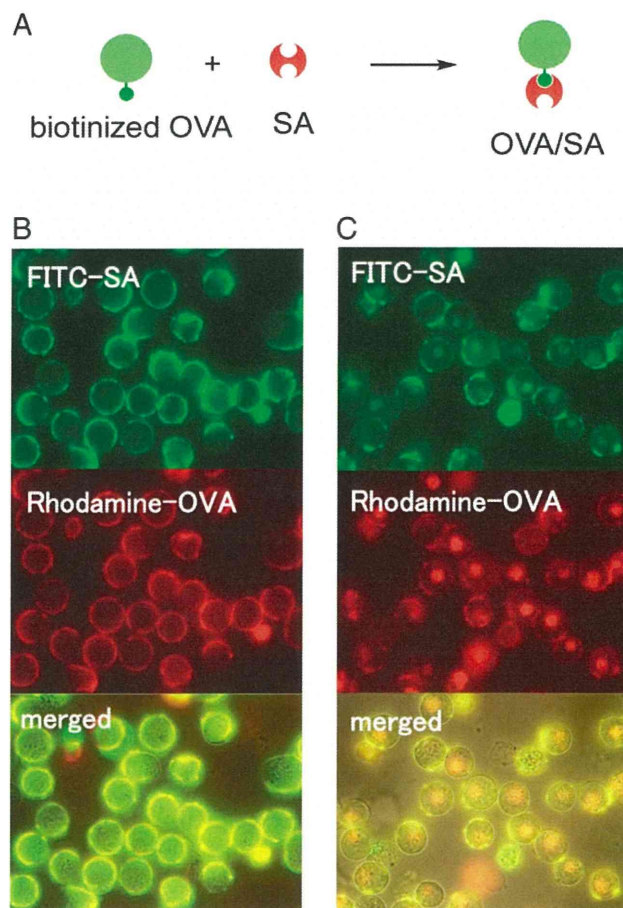 A
+
biotinized OVA
SA
OVA/SA
B
C
FITC-SA
FITC-SA
Rhodamine-OVA
Rhodamine-OVA
merged
merged